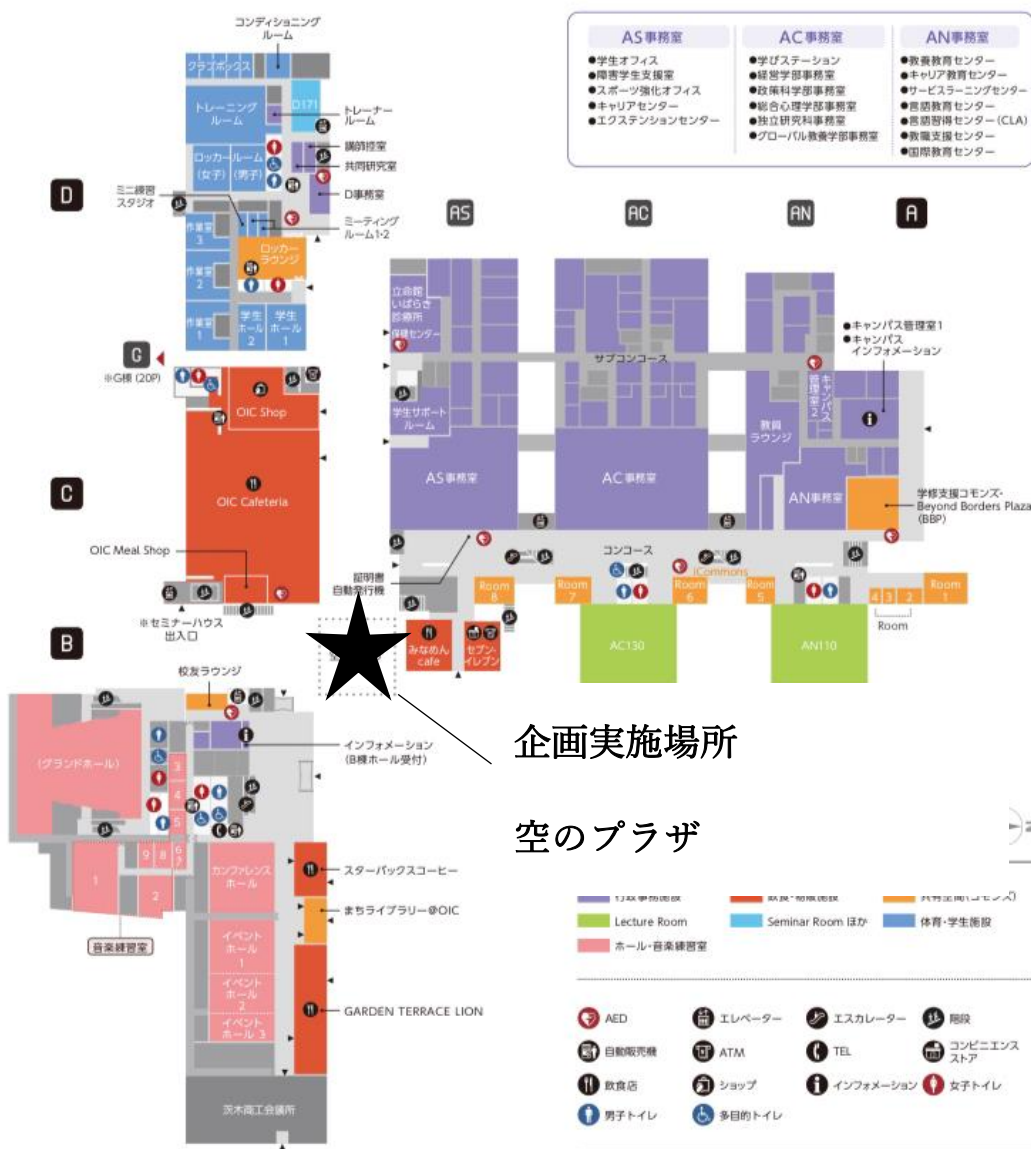 コンディショニング
ルーム
クラブボックス
トレーニング
ルーム
D171
トレーナー
ルーム
講師控室
共同研究室
ロッカー
(女子)
ルーム
(男子)
D事務室
D
ミニ練習
スタジオ
ミーティング
ルーム1・2
作業室
3
ロッカー
ラウンジ
作業室
2
作業室
1
学生
ホール
2
学生
ホール
1
G
※G棟 (20P)
OIC Shop
C
OIC Cafeteria
OIC Meal Shop
※セミナーハウス
出入口
B
AS事務室
●学生オフィス
●障害学生支援室
●スポーツ強化オフィス
●キャリアセンター
●エクステンションセンター
AC事務室
●学びステーション
●経営学部事務室
●政策科学部事務室
●総合心理学部事務室
●独立研究科事務室
●グローバル教養学部事務室
AN事務室
●教養教育センター
●キャリア教育センター
●サービスラーニングセンター
●言語教育センター
●言語習得センター(CLA)
●教職支援センター
●国際教育センター
AS
AC
AN
A
立命館
いばらき
診療所
保健センター
サブコンコース
●キャンパス管理室1
●キャンパス
インフォメーション
キャンパス
管理室2
学生サポート
ルーム
教員
ラウンジ
AS事務室
AC事務室
AN事務室
学修支援コモンズ・
Beyond Borders Plaza
(BBP)
証明書
自動発行機
コンコース
iCommons
Room
8
Room
7
Room
6
Room
5
4 3 2
Room
1
Room
みなめん
cafe
セブン-
イレブン
AC130
AN110
校友ラウンジ
インフォメーション
(B棟ホール受付)
(グランドホール)
3
4
5
6
7
9 8
1
2
音楽練習室
カンファレンス
ホール
スターバックスコーヒー
まちライブラリー@OIC
イベント
ホール
1
イベント
ホール
2
イベント
ホール 3
GARDEN TERRACE LION
茨木商工会議所
企画実施場所
空のプラザ
行政事務施設
飲食・物販施設
共有空間(コモンズ)
Lecture Room
Seminar Room ほか
体育・学生施設
ホール・音楽練習室
AED
エレベーター
エスカレーター
階段
自動販売機
ATM
TEL
コンビニエンス
ストア
飲食店
ショップ
インフォメーション
女子トイレ
男子トイレ
多目的トイレ